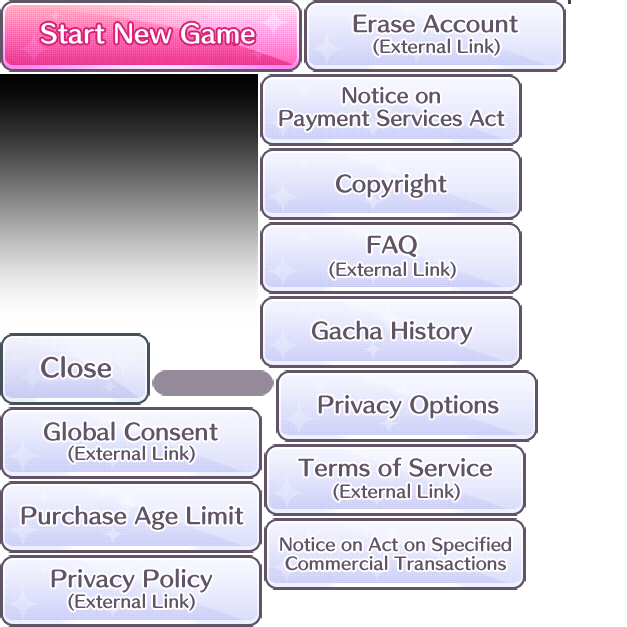 Start New Game
Erase Account
(External Link)
Notice on
Payment Services Act
Copyright
FAQ
(External Link)
Gacha History
Close
Privacy Options
Global Consent
(External Link)
Terms of Service
(External Link)
Purchase Age Limit
Notice on Act on Specified
Commercial Transactions
Privacy Policy
(External Link)